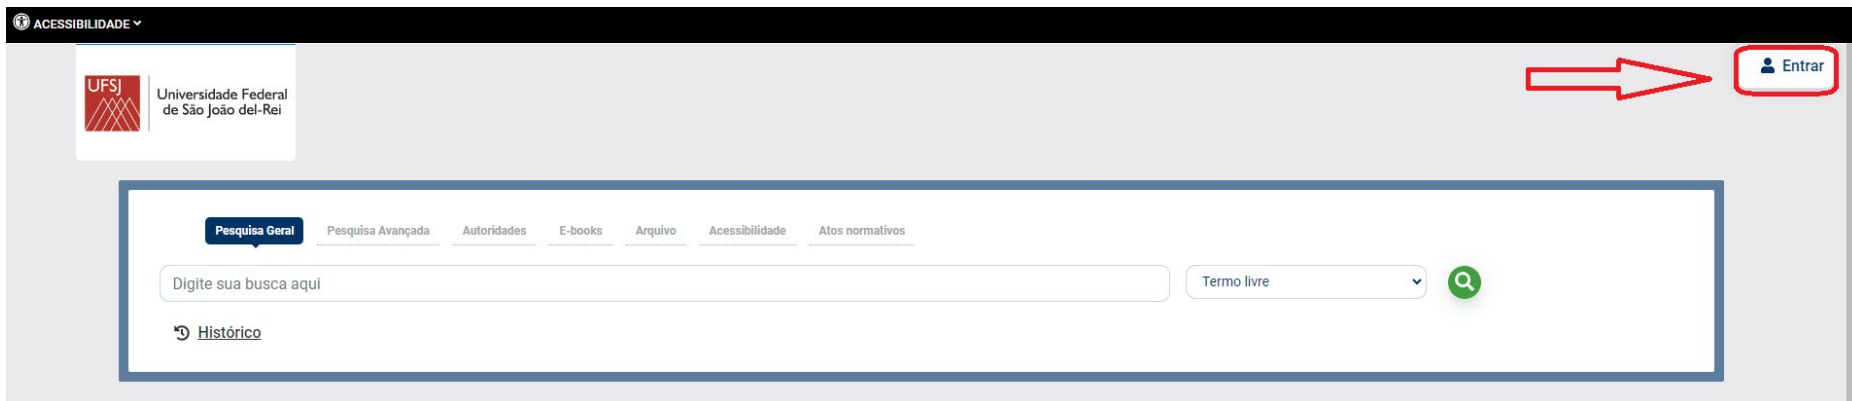 ACESSIBILIDADE
Entrar
UFSJ
Universidade Federal
de São João del-Rei
Pesquisa Geral Pesquisa Avançada Autoridades E-books Arquivo Acessibilidade Atos normativos
Digite sua busca aqui Termo livre
Histórico